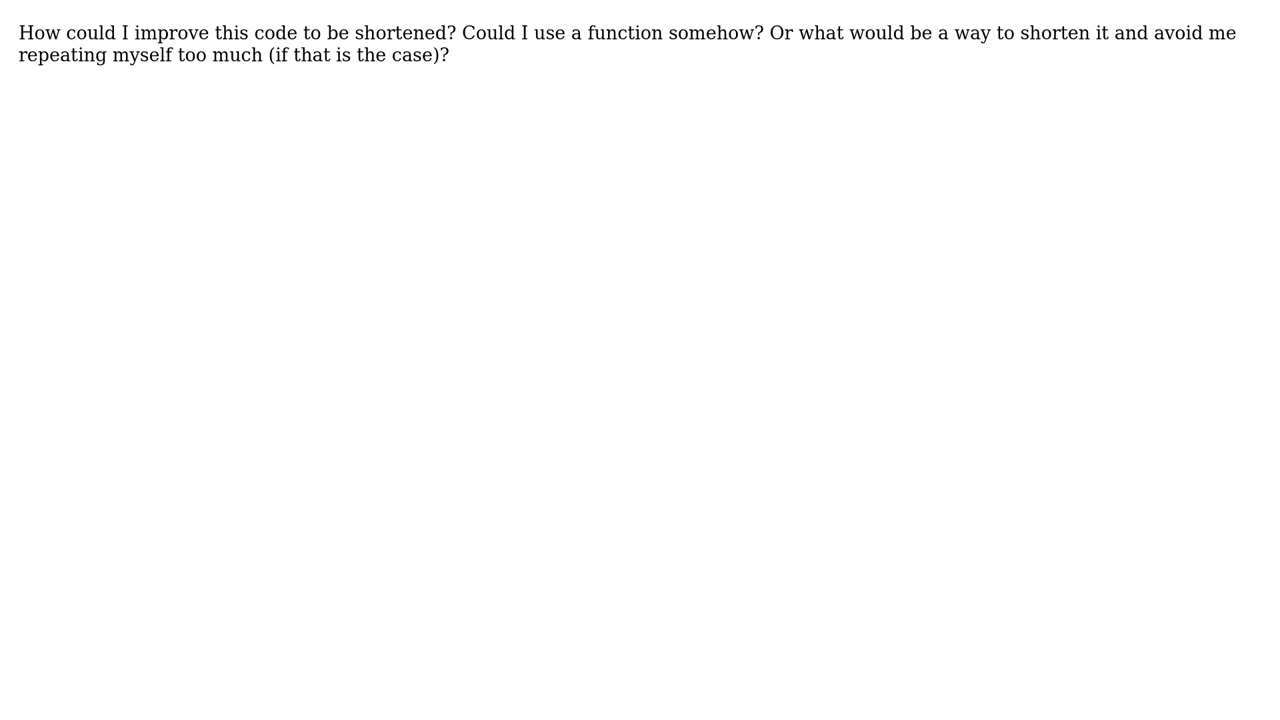 How could I improve this code to be shortened? Could I use a function somehow? Or what would be a way to shorten it and avoid me
repeating myself too much (if that is the case)?